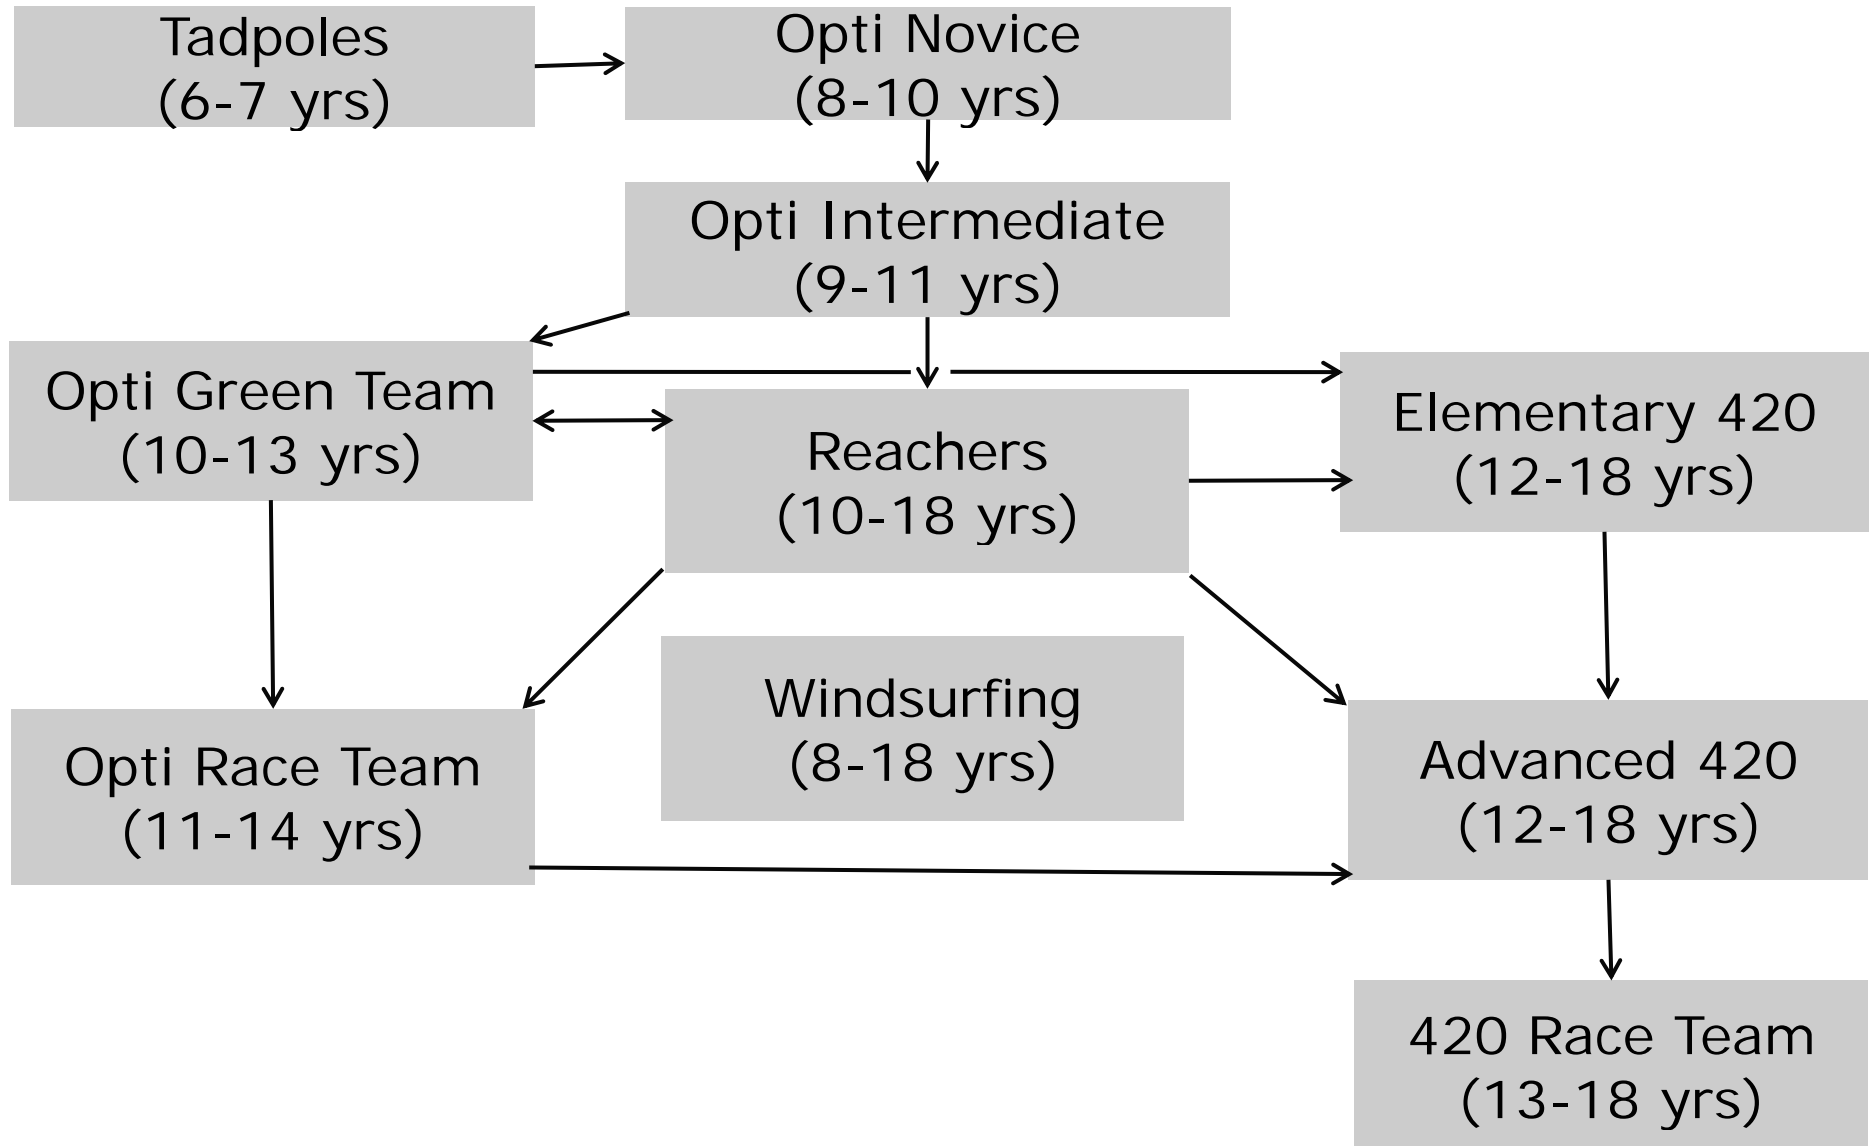 Tadpoles
(6-7 yrs)
Opti Novice
(8-10 yrs)
Opti Intermediate
(9-11 yrs)
Opti Green Team
(10-13 yrs)
Reachers
(10-18 yrs)
Elementary 420
(12-18 yrs)
Windsurfing
(8-18 yrs)
Opti Race Team
(11-14 yrs)
Advanced 420
(12-18 yrs)
420 Race Team
(13-18 yrs)